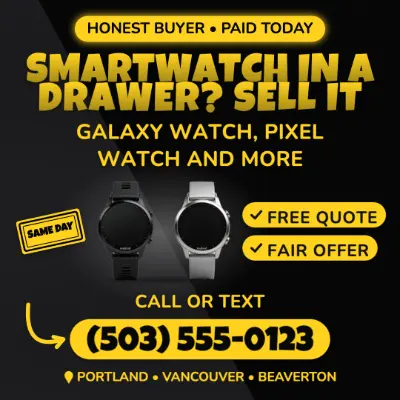 HONEST BUYER • PAID TODAY
SMARTWATCH IN A
DRAWER? SELL IT
GALAXY WATCH, PIXEL
WATCH AND MORE
SAME DAY
FREE QUOTE
FAIR OFFER
CALL OR TEXT
(503) 555-0123
PORTLAND • VANCOUVER • BEAVERTON